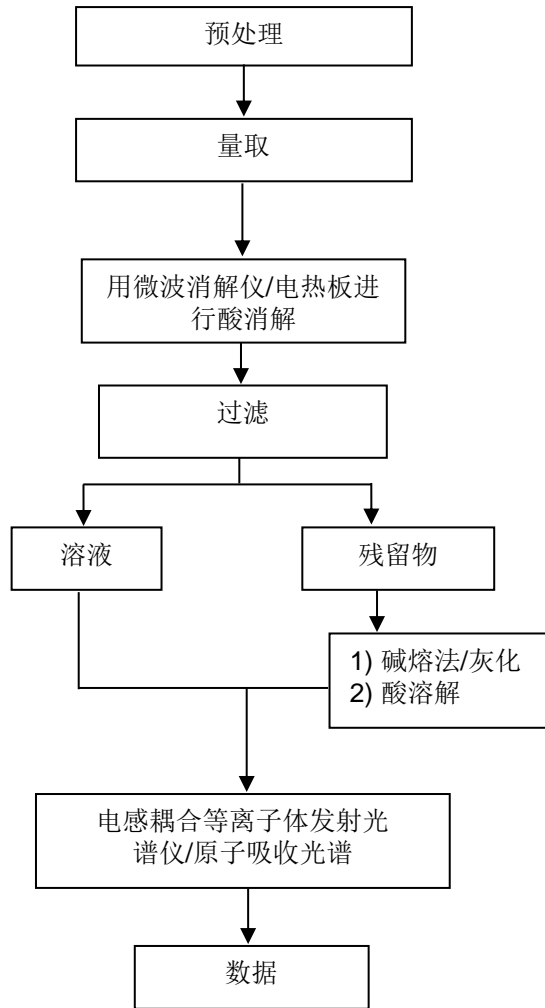 预处理
量取
用微波消解仪/电热板进
行酸消解
过滤
溶液
残留物
1) 碱熔法/灰化
2) 酸溶解
电感耦合等离子体发射光
谱仪/原子吸收光谱
数据